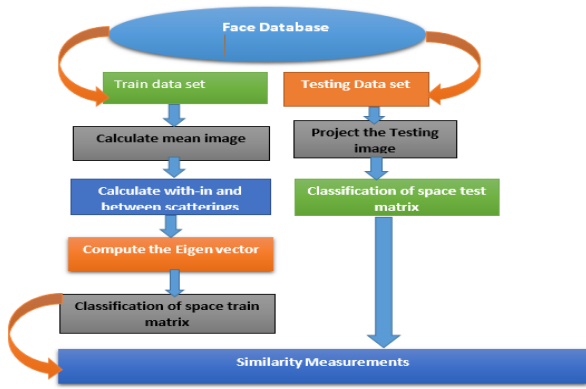 Face Database
Train data set
Testing Data set
Calculate mean image
Project the Testing
image
Calculate with-in and
between scatterings
Classification of space test
matrix
Compute the Eigen vector
Classification of space train
matrix
Similarity Measurements